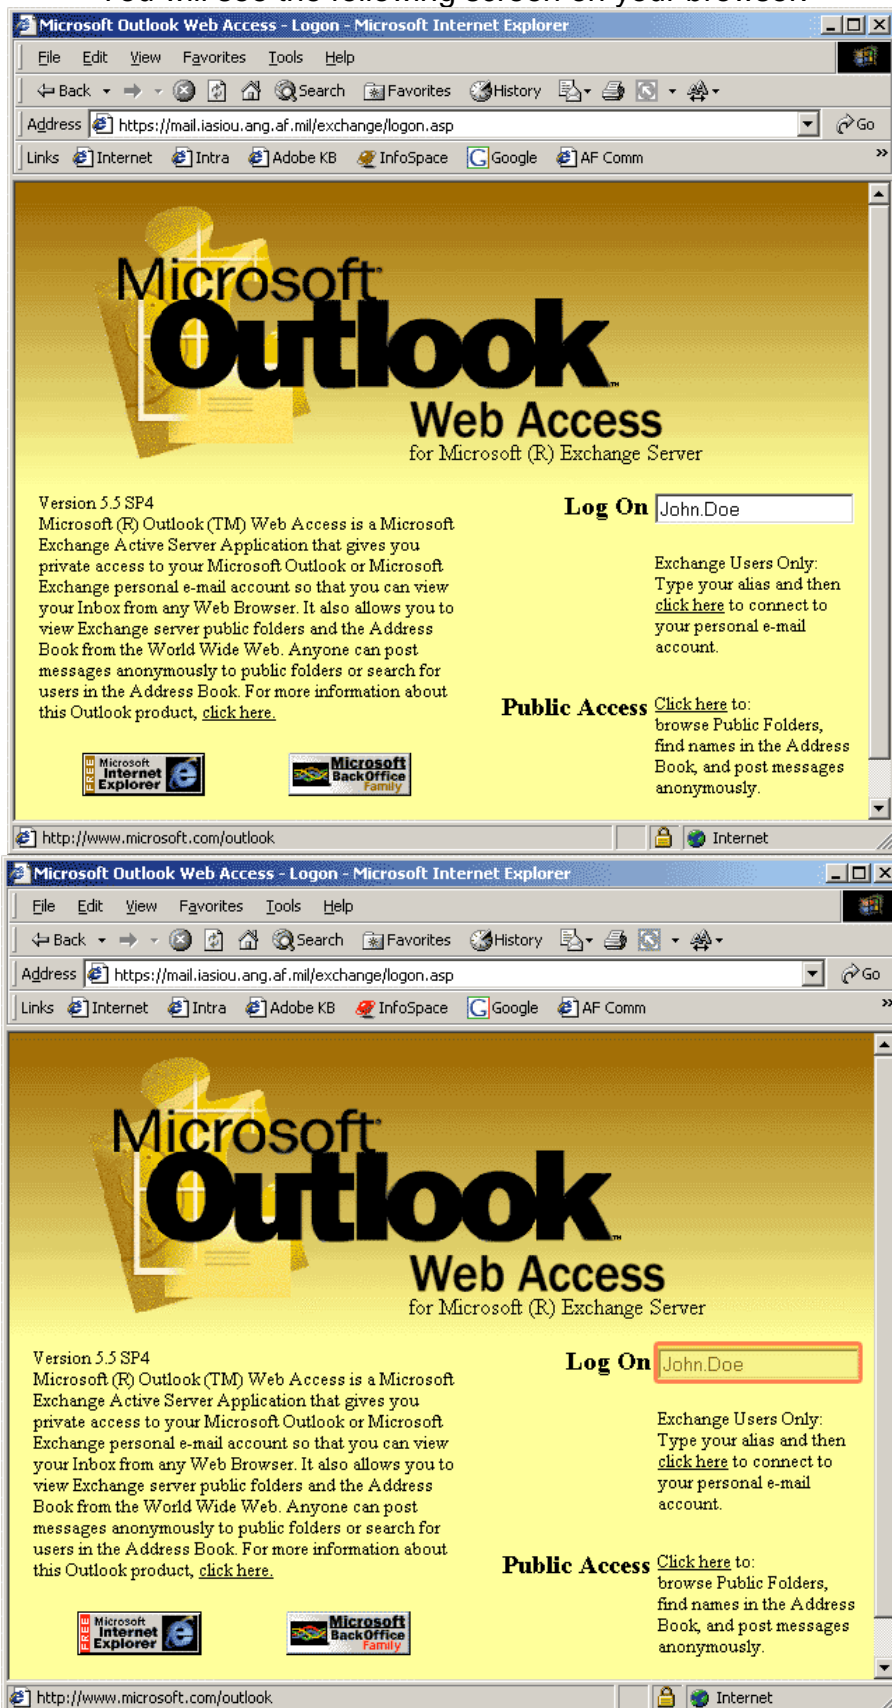 You will see the following screen on your browser.
Microsoft Outlook Web Access - Logon - Microsoft Internet Explorer
File Edit View Favorites Tools Help
Back Search Favorites History
Address https://mail.iasiou.ang.af.mil/exchange/logon.asp Go
Links Internet Intra Adobe KB InfoSpace Google AF Comm »
Microsoft
Outlook™
Web Access
for Microsoft (R) Exchange Server
Version 5.5 SP4
Microsoft (R) Outlook (TM) Web Access is a Microsoft
Exchange Active Server Application that gives you
private access to your Microsoft Outlook or Microsoft
Exchange personal e-mail account so that you can view
your Inbox from any Web Browser. It also allows you to
view Exchange server public folders and the Address
Book from the World Wide Web. Anyone can post
messages anonymously to public folders or search for
users in the Address Book. For more information about
this Outlook product, click here.
FREE Microsoft Internet Explorer
Microsoft BackOffice Family
Log On John.Doe
Exchange Users Only:
Type your alias and then
click here to connect to
your personal e-mail
account.
Public Access Click here to:
browse Public Folders,
find names in the Address
Book, and post messages
anonymously.
http://www.microsoft.com/outlook Internet
Microsoft Outlook Web Access - Logon - Microsoft Internet Explorer
File Edit View Favorites Tools Help
Back Search Favorites History
Address https://mail.iasiou.ang.af.mil/exchange/logon.asp Go
Links Internet Intra Adobe KB InfoSpace Google AF Comm »
Microsoft
Outlook™
Web Access
for Microsoft (R) Exchange Server
Version 5.5 SP4
Microsoft (R) Outlook (TM) Web Access is a Microsoft
Exchange Active Server Application that gives you
private access to your Microsoft Outlook or Microsoft
Exchange personal e-mail account so that you can view
your Inbox from any Web Browser. It also allows you to
view Exchange server public folders and the Address
Book from the World Wide Web. Anyone can post
messages anonymously to public folders or search for
users in the Address Book. For more information about
this Outlook product, click here.
FREE Microsoft Internet Explorer
Microsoft BackOffice Family
Log On John.Doe
Exchange Users Only:
Type your alias and then
click here to connect to
your personal e-mail
account.
Public Access Click here to:
browse Public Folders,
find names in the Address
Book, and post messages
anonymously.
http://www.microsoft.com/outlook Internet